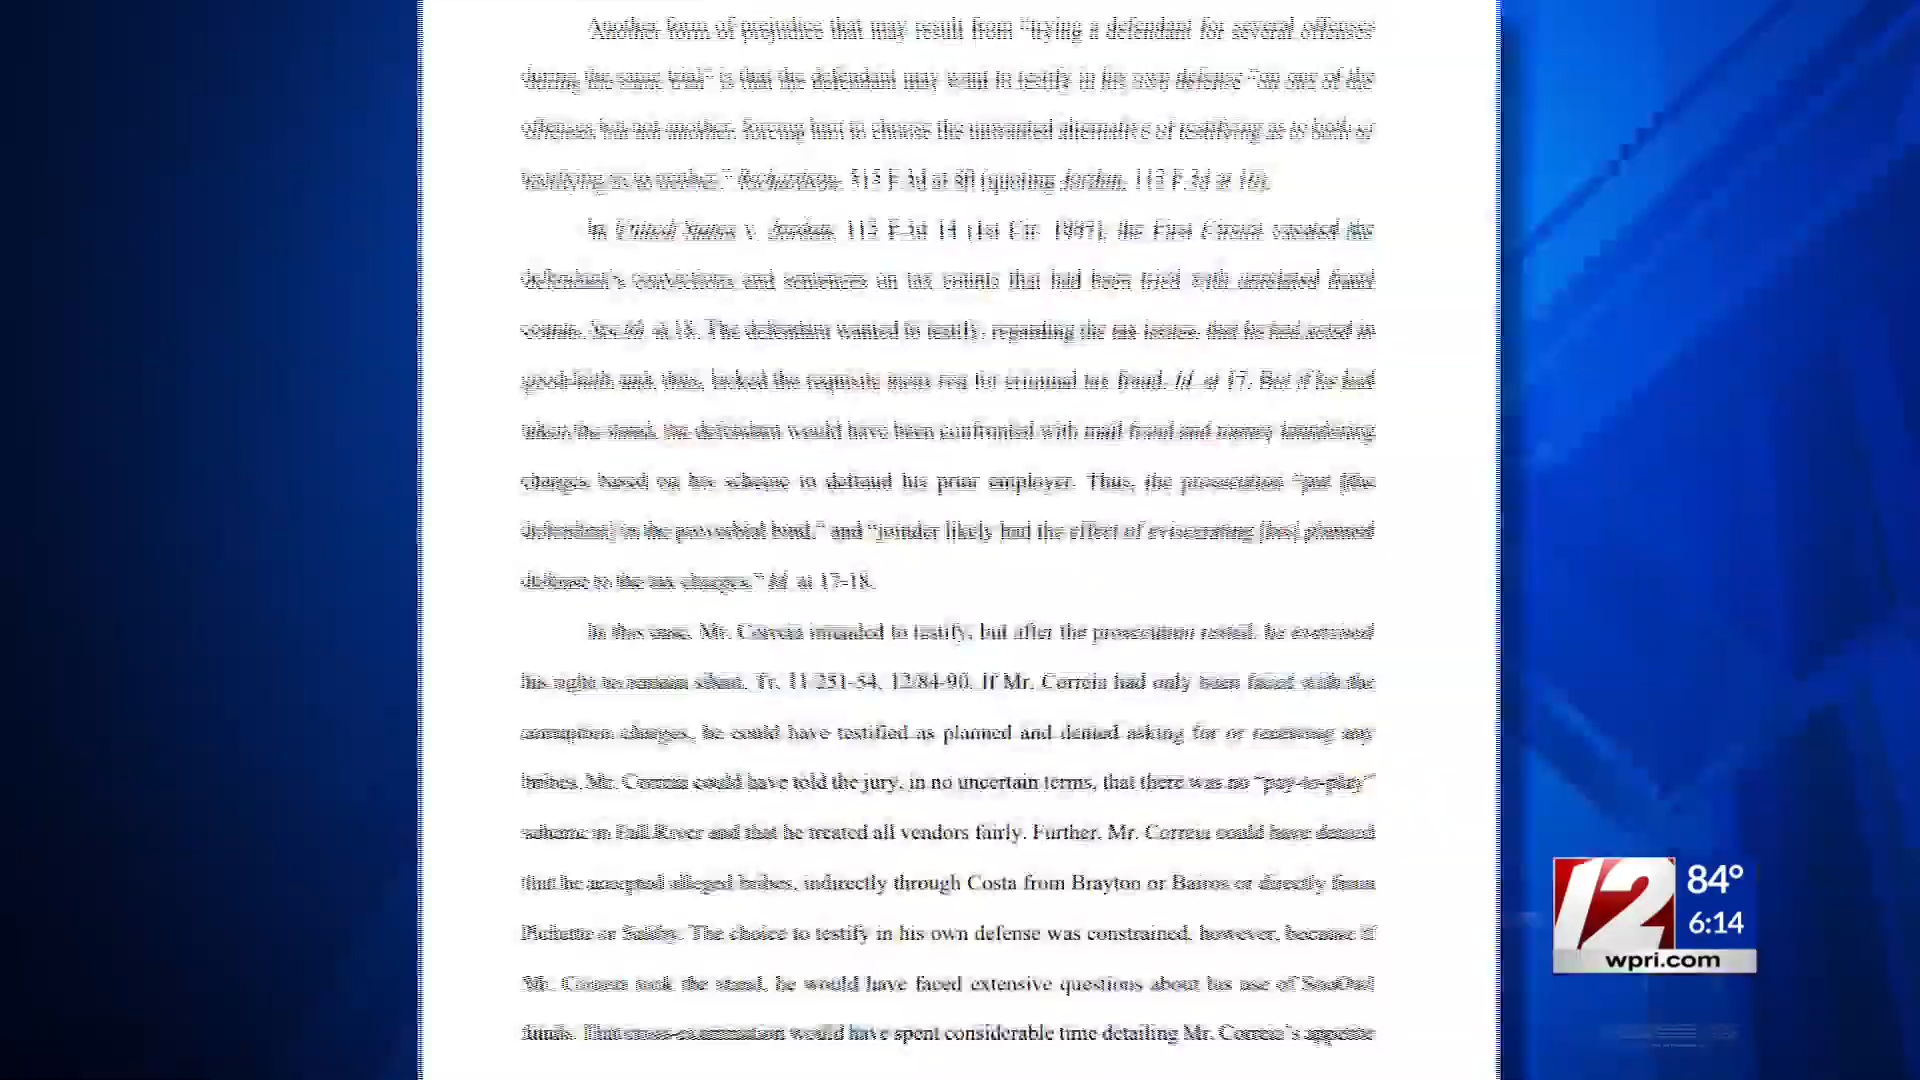 Another form of prejudice that may result from “trying a defendant for several offenses
during the same trial” is that the defendant may want to testify in his own defense “on one of the
offenses but not another, forcing him to choose the unwanted alternative of testifying as to both or
testifying as to neither.” Richardson, 515 F.3d at 80 (quoting Jordan, 112 F.3d at 16).
In United States v. Jordan, 112 F.3d 14 (1st Cir. 1997), the First Circuit vacated the
defendant’s convictions and sentences on tax counts that had been tried with unrelated fraud
counts. See id. at 18. The defendant wanted to testify, regarding the tax issues, that he had acted in
good-faith and, thus, lacked the requisite mens rea for criminal tax fraud. Id. at 17. But if he had
taken the stand, the defendant would have been confronted with mail fraud and money laundering
charges based on his scheme to defraud his prior employer. Thus, the prosecution “put [the
defendant] in the proverbial bind,” and “joinder likely had the effect of eviscerating [his] planned
defense to the tax charges.” Id. at 17-18.
In this case, Mr. Correia intended to testify, but after the prosecution rested, he exercised
his right to remain silent. Tr. 11/251-54, 12/84-90. If Mr. Correia had only been faced with the
corruption charges, he could have testified as planned and denied asking for or receiving any
bribes. Mr. Correia could have told the jury, in no uncertain terms, that there was no “pay-to-play”
scheme in Fall River and that he treated all vendors fairly. Further, Mr. Correia could have denied
that he accepted alleged bribes, indirectly through Costa from Brayton or Bairos or directly from
Pichette or Saliby. The choice to testify in his own defense was constrained, however, because if
Mr. Correia took the stand, he would have faced extensive questions about his use of SnoOwl
funds. That cross-examination would have spent considerable time detailing Mr. Correia’s appetite
12
84°
6:14
wpri.com